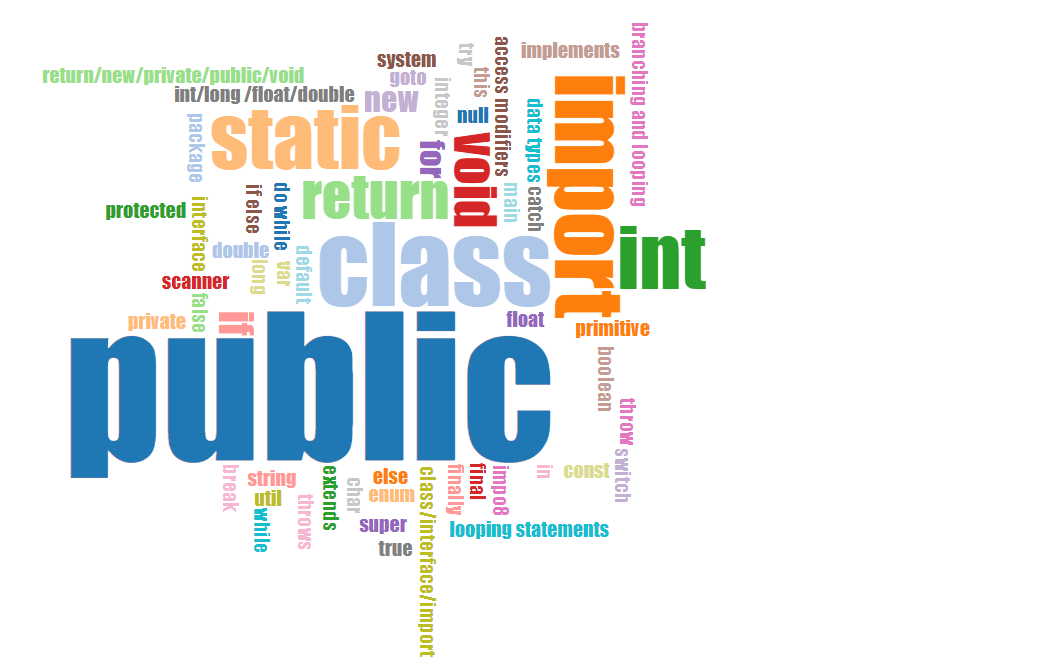 branching and looping
access modifiers
implements
try
system
this
goto
return/new/private/public/void
import
integer
int/long /float/double
new
data types
static
null
package
void
for
return
main
if else
do while
catch
protected
interface
class
int
double
default
long
var
scanner
false
private
if
public
float
primitive
boolean
throw
switch
break
string
extends
else
class/interface/import
finally
final
impo8
in
const
util
char
enum
throws
while
super
looping statements
true